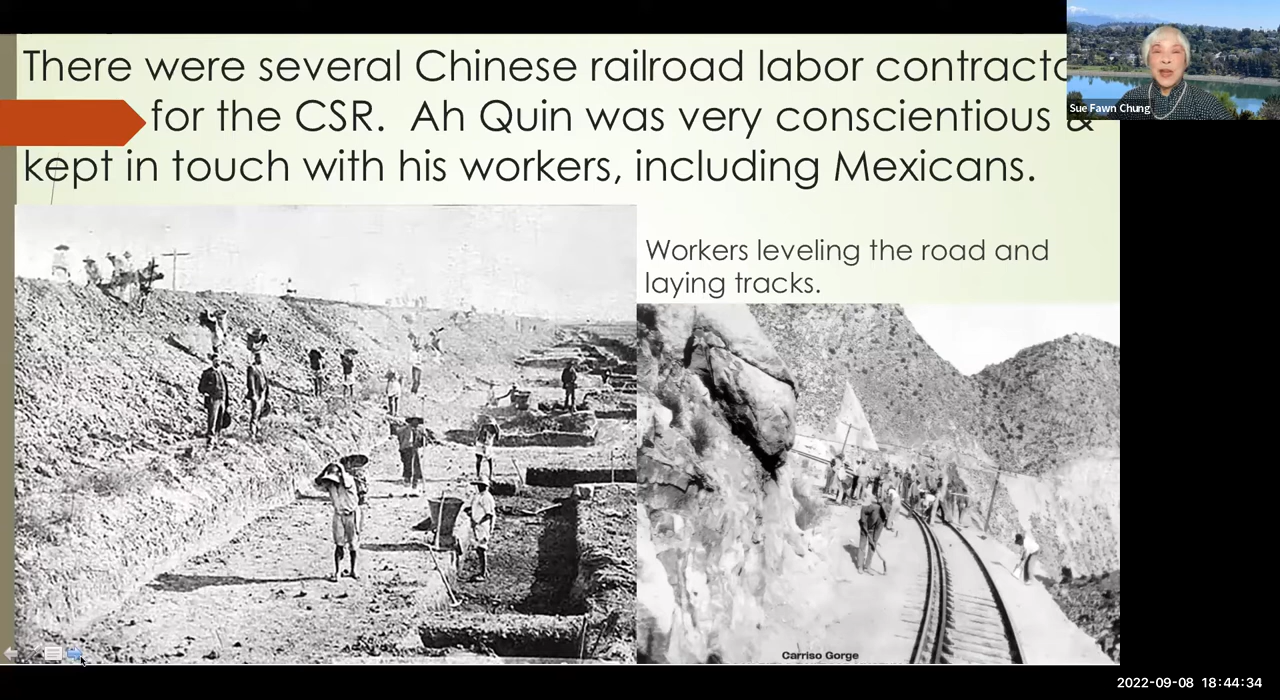 There were several Chinese railroad labor contracto
for the CSR. Ah Quin was very conscientious &
kept in touch with his workers, including Mexicans.
Sue Fawn Chung
Workers leveling the road and
laying tracks.
Carriso Gorge
2022-09-08 18:44:34